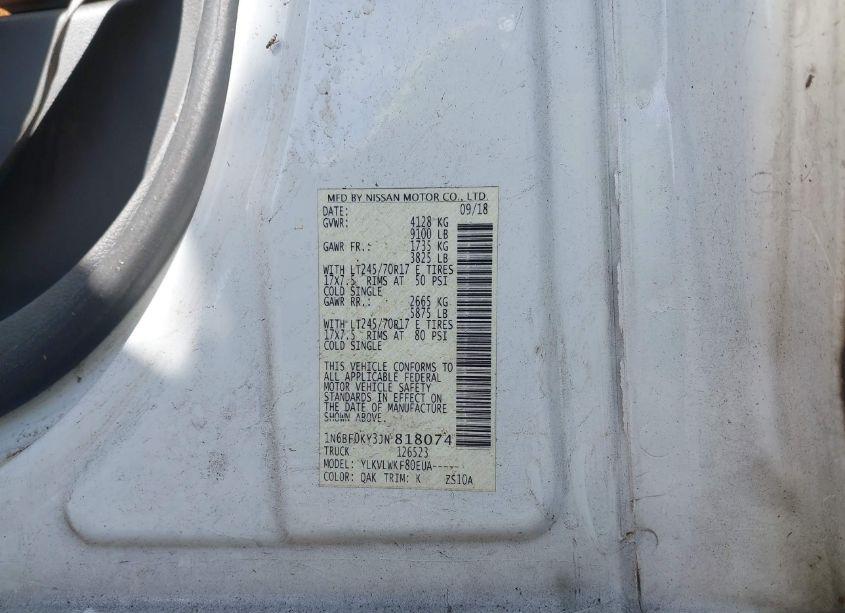 MFD BY NISSAN MOTOR CO., LTD.
DATE: 09/18
GVWR: 4128 KG
9100 LB
GAWR FR.: 1735 KG
3825 LB
WITH LT245/70R17 E TIRES
17X7.5 RIMS AT 50 PSI
COLD SINGLE
GAWR RR.: 2665 KG
5875 LB
WITH LT245/70R17 E TIRES
17X7.5 RIMS AT 80 PSI
COLD SINGLE
THIS VEHICLE CONFORMS TO
ALL APPLICABLE FEDERAL
MOTOR VEHICLE SAFETY
STANDARDS IN EFFECT ON
THE DATE OF MANUFACTURE
SHOWN ABOVE.
1N6BF0KY3JN818074
TRUCK 126523
MODEL: YLKVLWKF80EUA------
COLOR: QAK TRIM: K ZS10A